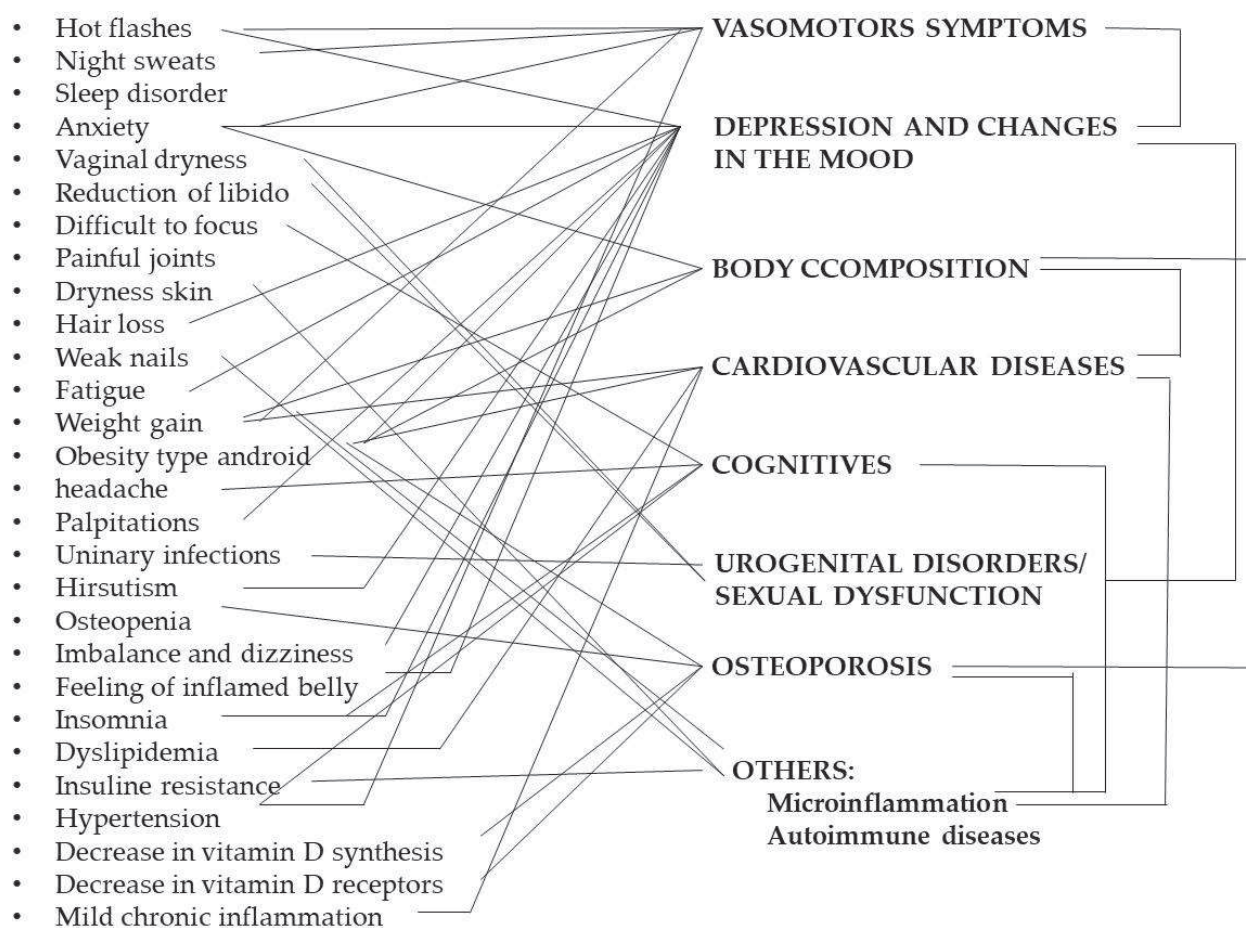 • Hot flashes
• Night sweats
• Sleep disorder
• Anxiety
• Vaginal dryness
• Reduction of libido
• Difficult to focus
• Painful joints
• Dryness skin
• Hair loss
• Weak nails
• Fatigue
• Weight gain
• Obesity type android
• headache
• Palpitations
• Uninary infections
• Hirsutism
• Osteopenia
• Imbalance and dizziness
• Feeling of inflamed belly
• Insomnia
• Dyslipidemia
• Insuline resistance
• Hypertension
• Decrease in vitamin D synthesis
• Decrease in vitamin D receptors
• Mild chronic inflammation
VASOMOTORS SYMPTOMS
DEPRESSION AND CHANGES
IN THE MOOD
BODY CCOMPOSITION
CARDIOVASCULAR DISEASES
COGNITIVES
UROGENITAL DISORDERS/
SEXUAL DYSFUNCTION
OSTEOPOROSIS
OTHERS:
Microinflammation
Autoimmune diseases